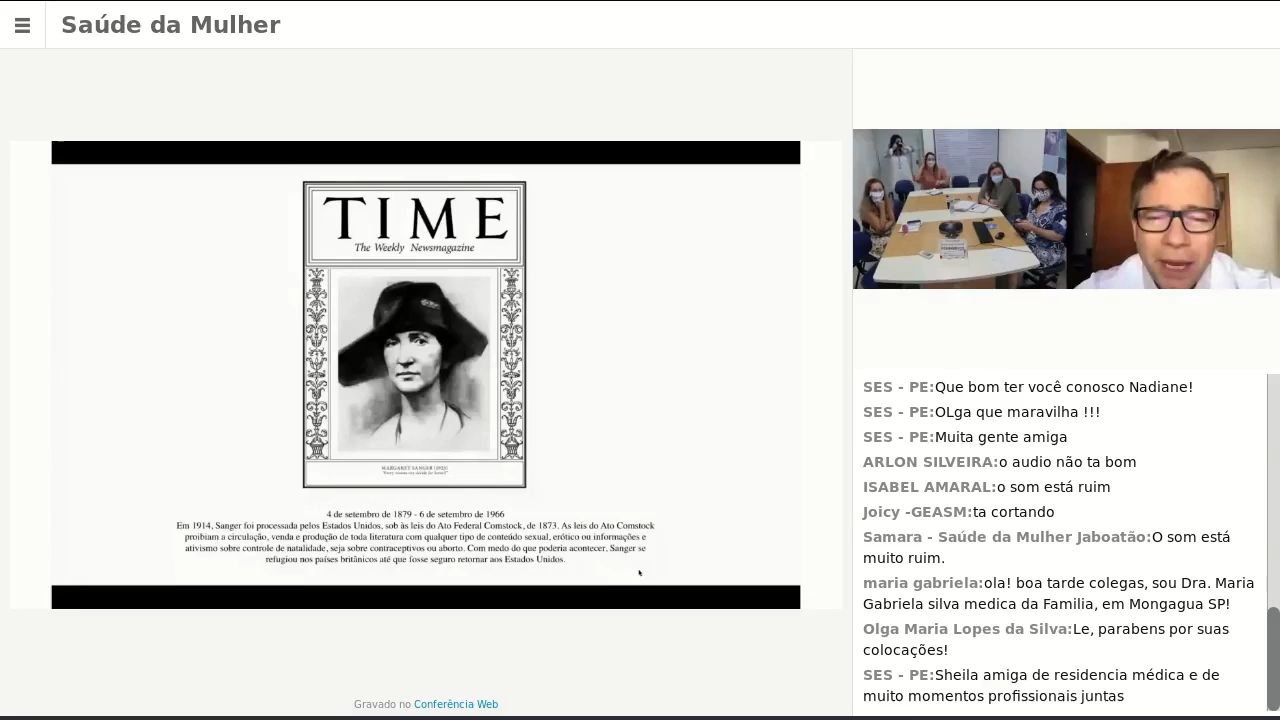 Saúde da Mulher
TIME
The Weekly Newsmagazine
MARGARET SANGER
4 de setembro de 1879 - 6 de setembro de 1966
Em 1914, Sanger foi processada pelos Estados Unidos, sob às leis do Ato Federal Comstock, de 1873. As leis do Ato Comstock
proibiam a circulação, venda e produção de toda literatura com qualquer tipo de conteúdo sexual, erótico ou informações e
ativismo sobre controle de natalidade, seja sobre contraceptivos ou aborto. Com medo do que poderia acontecer, Sanger se
refugiou nos países britânicos até que fosse seguro retornar aos Estados Unidos.
Gravado no Conferência Web
SES - PE:Que bom ter você conosco Nadiane!
SES - PE:OLga que maravilha !!!
SES - PE:Muita gente amiga
ARLON SILVEIRA:o audio não ta bom
ISABEL AMARAL:o som está ruim
Joicy -GEASM:ta cortando
Samara - Saúde da Mulher Jaboatão:O som está
muito ruim.
maria gabriela:ola! boa tarde colegas, sou Dra. Maria
Gabriela silva medica da Familia, em Mongagua SP!
Olga Maria Lopes da Silva:Le, parabens por suas
colocações!
SES - PE:Sheila amiga de residencia médica e de
muito momentos profissionais juntas